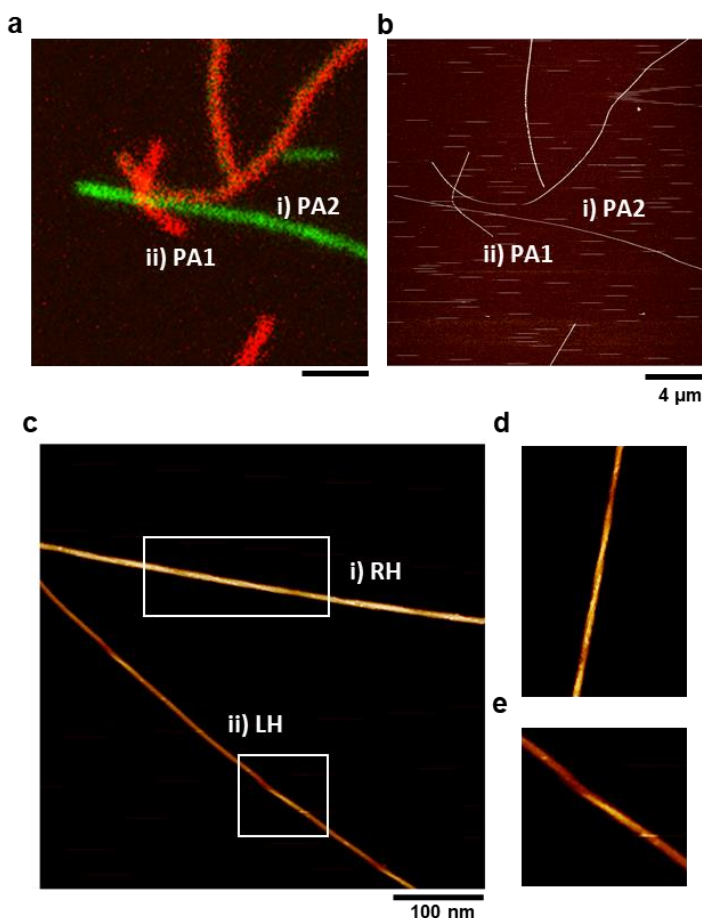 a
b
i) PA2
ii) PA1
i) PA2
ii) PA1
4 μm
c
d
i) RH
ii) LH
e
100 nm